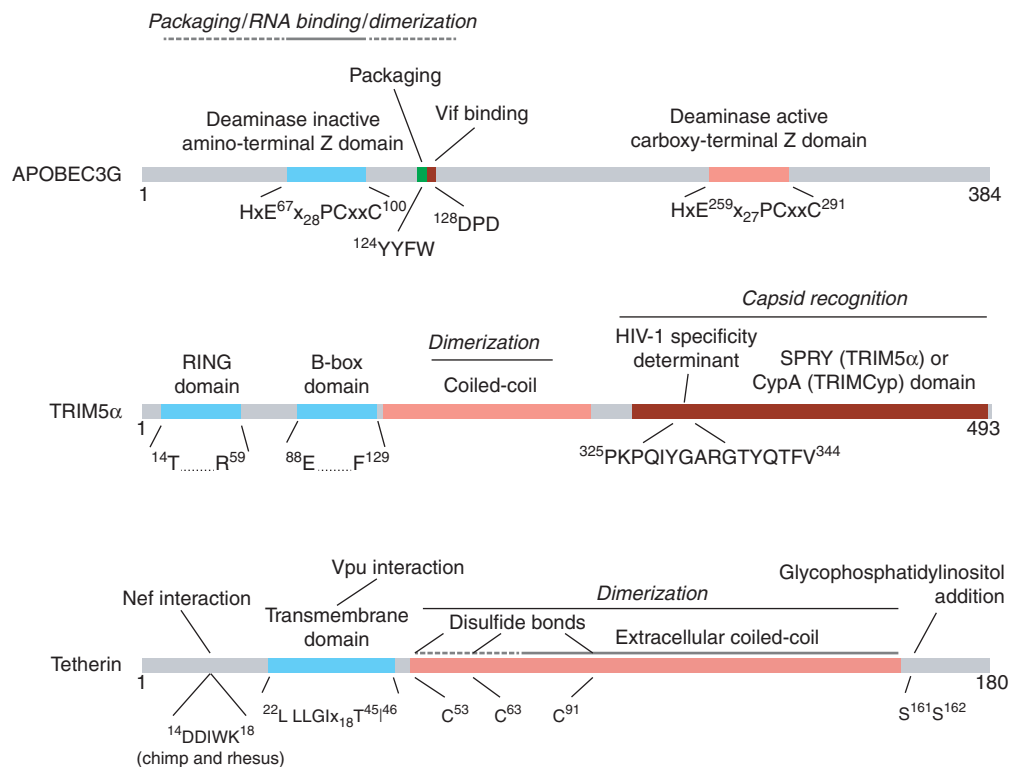 Packaging/RNA binding/dimerization
Packaging
Vif binding
Deaminase inactive
amino-terminal Z domain
Deaminase active
carboxy-terminal Z domain
APOBEC3G
1
384
HxE⁶⁷x₂₈PCxxC¹⁰⁰
¹²⁴YYFW
¹²⁸DPD
HxE²⁵⁹x₂₇PCxxC²⁹¹
Capsid recognition
HIV-1 specificity
determinant
SPRY (TRIM5α) or
CypA (TRIMCyp) domain
Dimerization
Coiled-coil
RING
domain
B-box
domain
TRIM5α
1
493
¹⁴T.........R⁵⁹
⁸⁸E.........F¹²⁹
³²⁵PKPQIYGARGTYQTFV³⁴⁴
Vpu interaction
Nef interaction
Transmembrane
domain
Dimerization
Disulfide bonds
Extracellular coiled-coil
Glycophosphatidylinositol
addition
Tetherin
1
180
¹⁴DDIWK¹⁸
(chimp and rhesus)
²²L LLGIx₁₈T⁴⁵I⁴⁶
C⁵³
C⁶³
C⁹¹
S¹⁶¹S¹⁶²